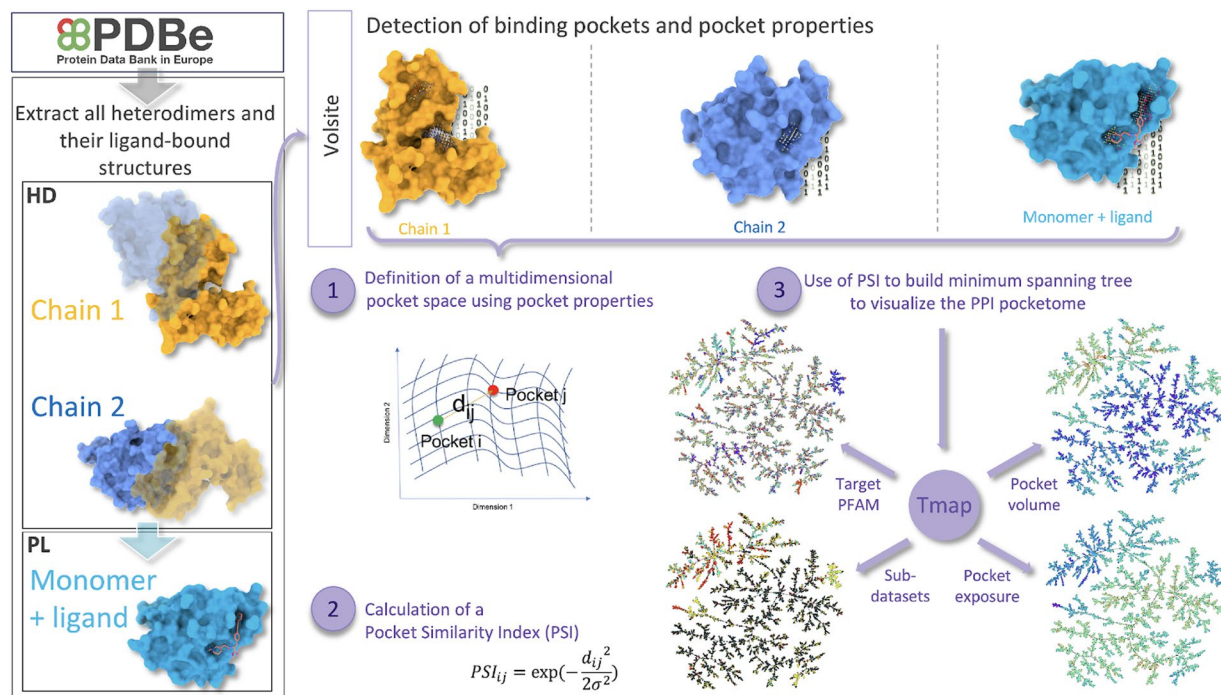 PDBe
Protein Data Bank in Europe
Extract all heterodimers and
their ligand-bound
structures
HD
Chain 1
Chain 2
PL
Monomer
+ ligand
Volsite
Detection of binding pockets and pocket properties
Chain 1
Chain 2
Monomer + ligand
1
Definition of a multidimensional
pocket space using pocket properties
Dimension 2
d_ij
Pocket j
Pocket i
Dimension 1
2
Calculation of a
Pocket Similarity Index (PSI)
PSI_ij = exp(− d_ij² / 2σ²)
3
Use of PSI to build minimum spanning tree
to visualize the PPI pocketome
Target
PFAM
Pocket
volume
Tmap
Sub-
datasets
Pocket
exposure